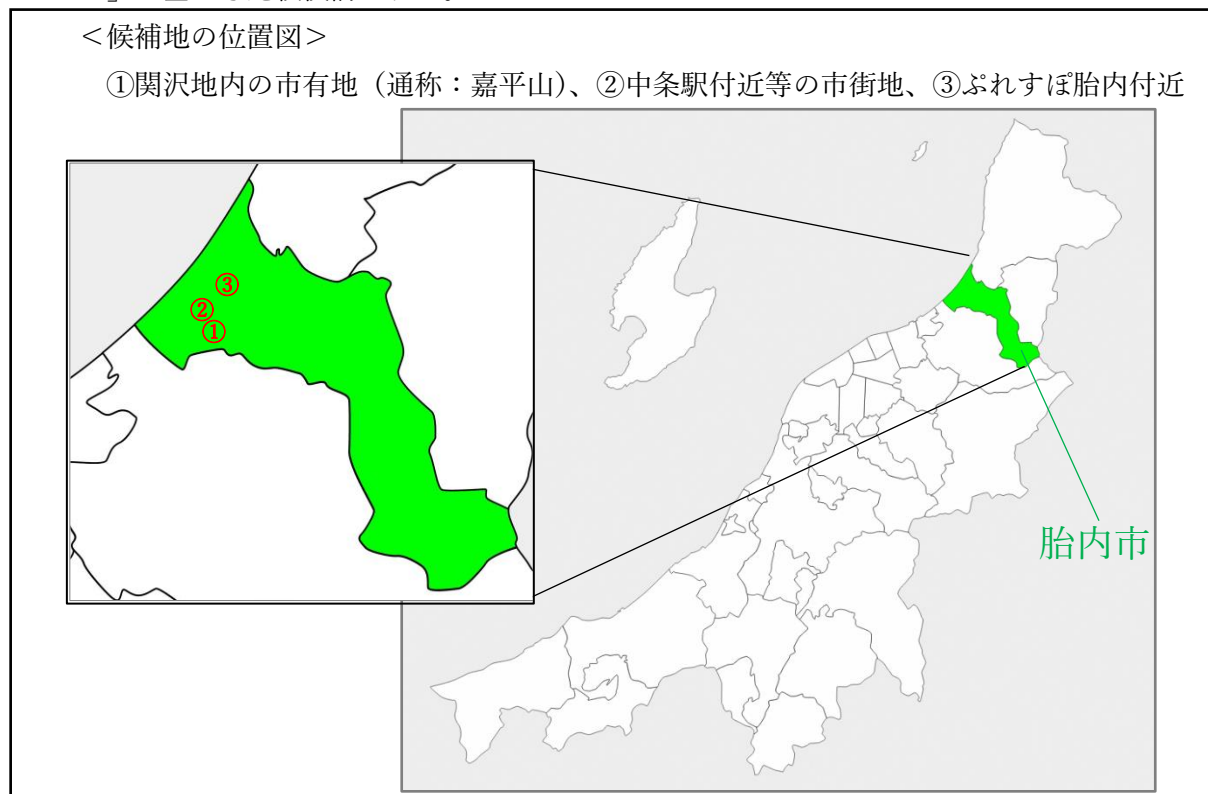 ＜候補地の位置図＞
①関沢地内の市有地（通称：嘉平山）、②中条駅付近等の市街地、③ぷれすぽ胎内付近
③
②
①
胎内市